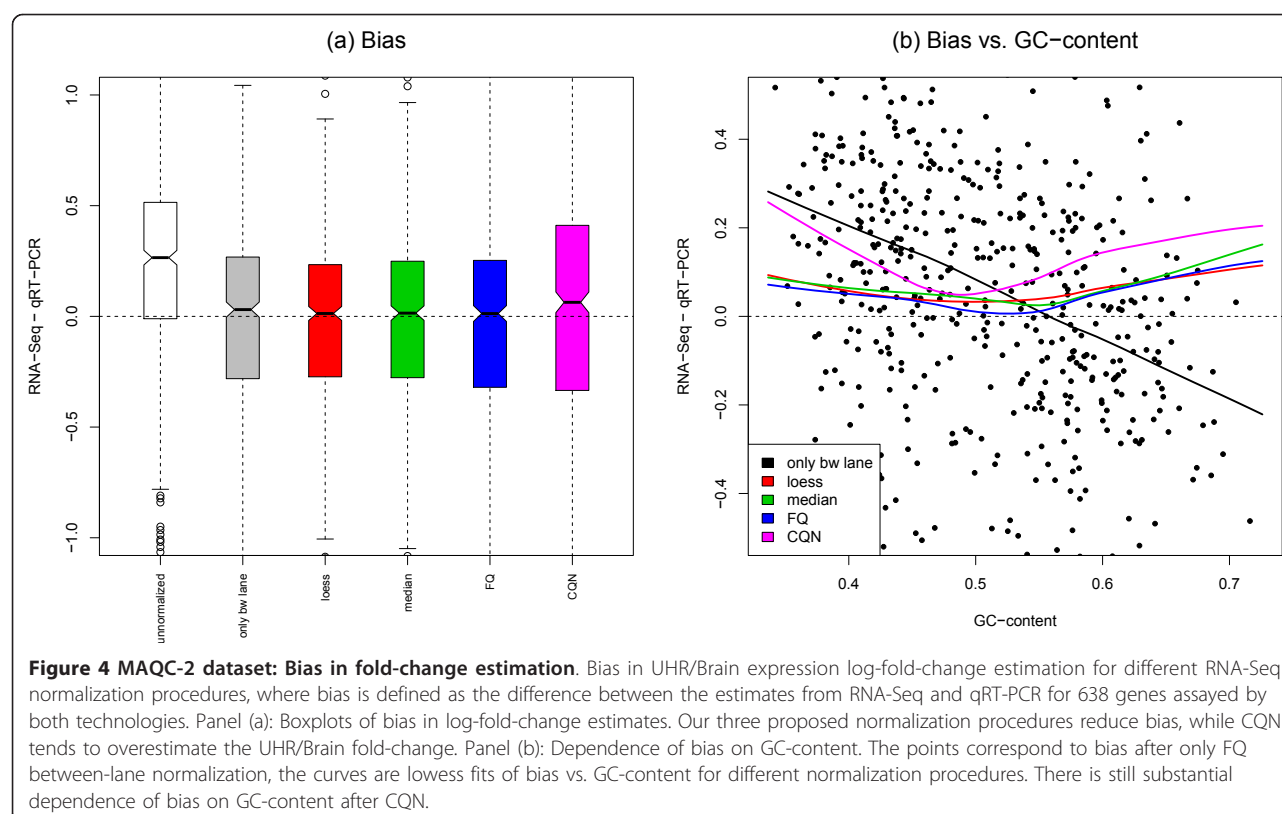 (a) Bias
RNA−Seq − qRT−PCR
1.0
0.5
0.0
−0.5
−1.0
unnormalized
only bw lane
loess
median
FQ
CQN
(b) Bias vs. GC−content
RNA−Seq − qRT−PCR
0.4
0.2
0.0
−0.2
−0.4
only bw lane
loess
median
FQ
CQN
0.4
0.5
0.6
0.7
GC−content
Figure 4 MAQC-2 dataset: Bias in fold-change estimation. Bias in UHR/Brain expression log-fold-change estimation for different RNA-Seq
normalization procedures, where bias is defined as the difference between the estimates from RNA-Seq and qRT-PCR for 638 genes assayed by
both technologies. Panel (a): Boxplots of bias in log-fold-change estimates. Our three proposed normalization procedures reduce bias, while CQN
tends to overestimate the UHR/Brain fold-change. Panel (b): Dependence of bias on GC-content. The points correspond to bias after only FQ
between-lane normalization, the curves are lowess fits of bias vs. GC-content for different normalization procedures. There is still substantial
dependence of bias on GC-content after CQN.